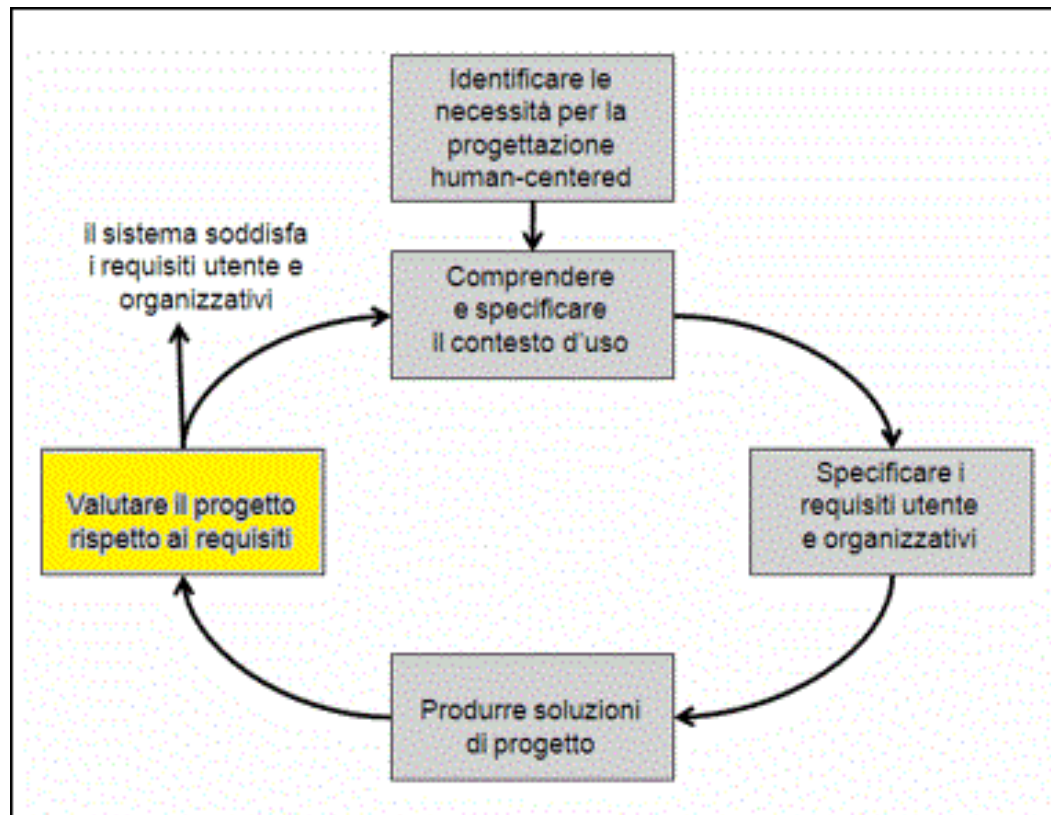 Identificare le
necessità per la
progettazione
human-centered
il sistema soddisfa
i requisiti utente e
organizzativi
Comprendere
e specificare
il contesto d'uso
Valutare il progetto
rispetto ai requisiti
Specificare i
requisiti utente
e organizzativi
Produrre soluzioni
di progetto